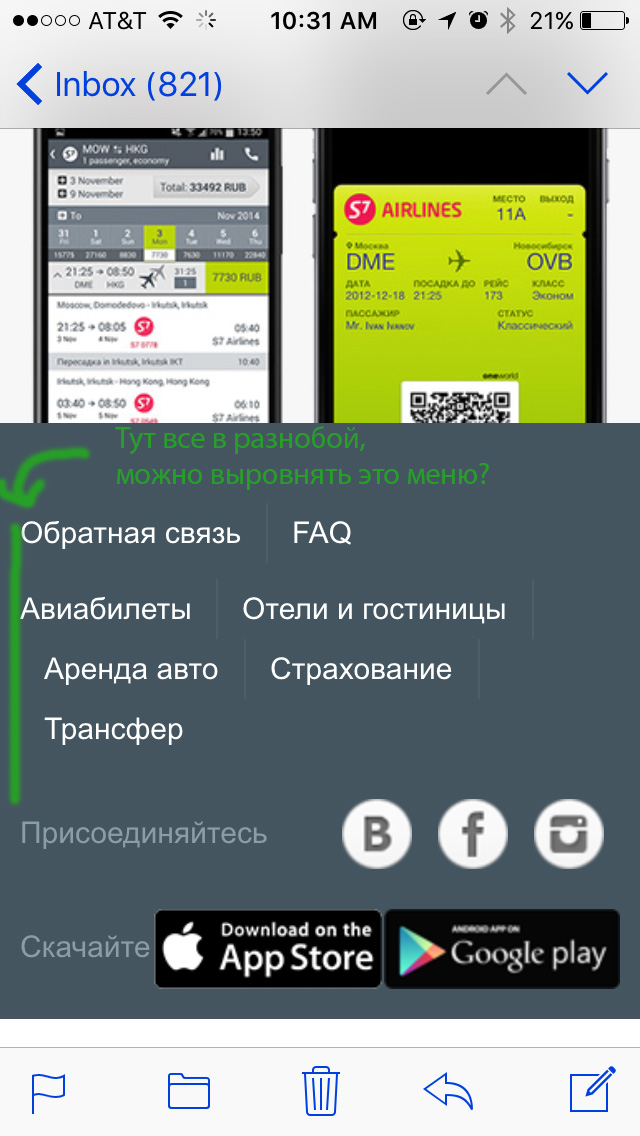 AT&T 10:31 AM 21%
Inbox (821)
70% 13:50
MOW ⇆ HKG
1 passenger, economy
3 November
9 November
Total: 33492 RUB
To Nov 2014
31 1 2 3 4 5 6
Fri Sat Sun Mon Tue Wed Thu
15775 27160 8830 7730 7630 11170 22840
21:25 → 08:50 31:25 7730 RUB
DME HKG 1
Moscow, Domodedovo - Irkutsk, Irkutsk
21:25 → 08:05 S7 05:40
3 Nov 4 Nov S7 0778 S7 Airlines
Пересадка in Irkutsk, Irkutsk IKT 10:40
Irkutsk, Irkutsk - Hong Kong, Hong Kong
03:40 → 08:50 S7 06:10
5 Nov 5 Nov S7 Airlines
S7 AIRLINES
МЕСТО ВЫХОД
11A -
Москва Новосибирск
DME OVB
ДАТА ПОСАДКА ДО РЕЙС КЛАСС
2012-12-18 21:25 173 Эконом
ПАССАЖИР СТАТУС
Mr. Ivan Ivanov Классический
oneworld
Тут все в разнобой,
можно выровнять это меню?
Обратная связь FAQ
Авиабилеты Отели и гостиницы
Аренда авто Страхование
Трансфер
Присоединяйтесь B f
Скачайте
Download on the
App Store
ANDROID APP ON
Google play